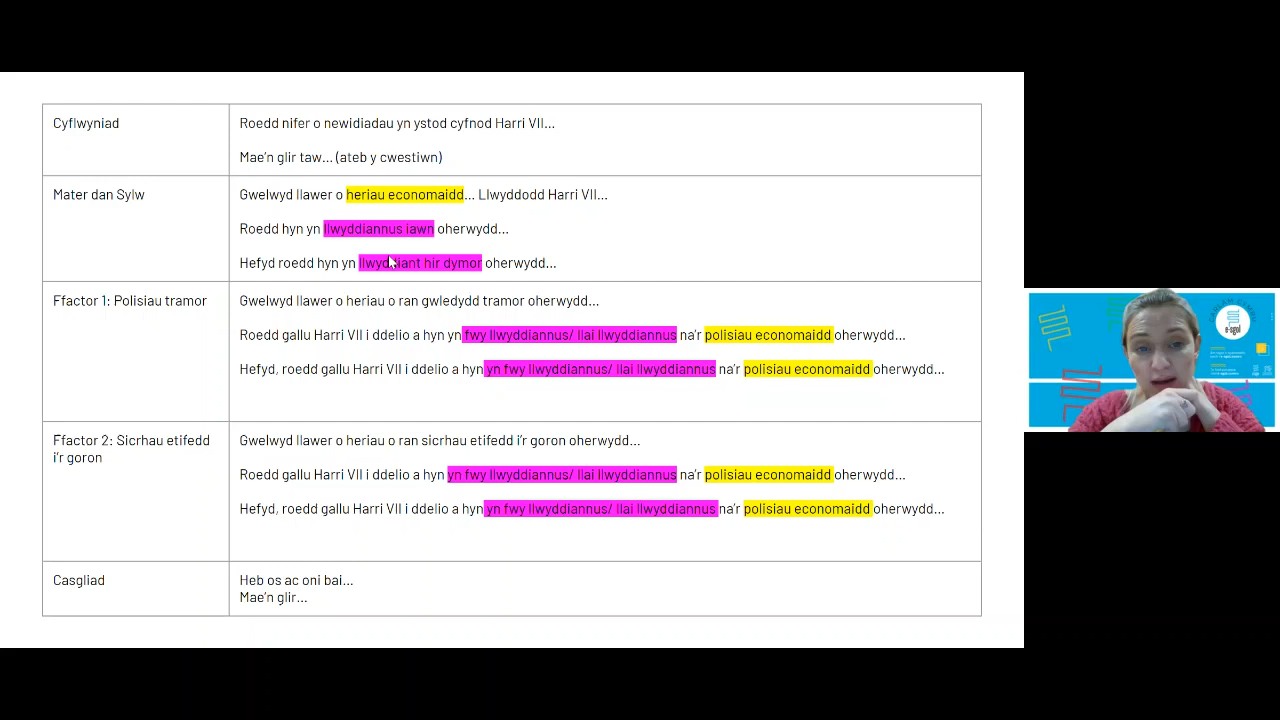 Cyflwyniad
Roedd nifer o newidiadau yn ystod cyfnod Harri VII...
Mae'n glir taw... (ateb y cwestiwn)
Mater dan Sylw
Gwelwyd llawer o heriau economaidd... Llwyddodd Harri VII...
Roedd hyn yn llwyddiannus iawn oherwydd...
Hefyd roedd hyn yn llwyddiant hir dymor oherwydd...
Ffactor 1: Polisiau tramor
Gwelwyd llawer o heriau o ran gwledydd tramor oherwydd...
Roedd gallu Harri VII i ddelio a hyn yn fwy llwyddiannus/ llai llwyddiannus na'r polisiau economaidd oherwydd...
Hefyd, roedd gallu Harri VII i ddelio a hyn yn fwy llwyddiannus/ llai llwyddiannus na'r polisiau economaidd oherwydd...
Ffactor 2: Sicrhau etifedd
i'r goron
Gwelwyd llawer o heriau o ran sicrhau etifedd i'r goron oherwydd...
Roedd gallu Harri VII i ddelio a hyn yn fwy llwyddiannus/ llai llwyddiannus na'r polisiau economaidd oherwydd...
Hefyd, roedd gallu Harri VII i ddelio a hyn yn fwy llwyddiannus/ llai llwyddiannus na'r polisiau economaidd oherwydd...
Casgliad
Heb os ac oni bai...
Mae'n glir...
e-sgol